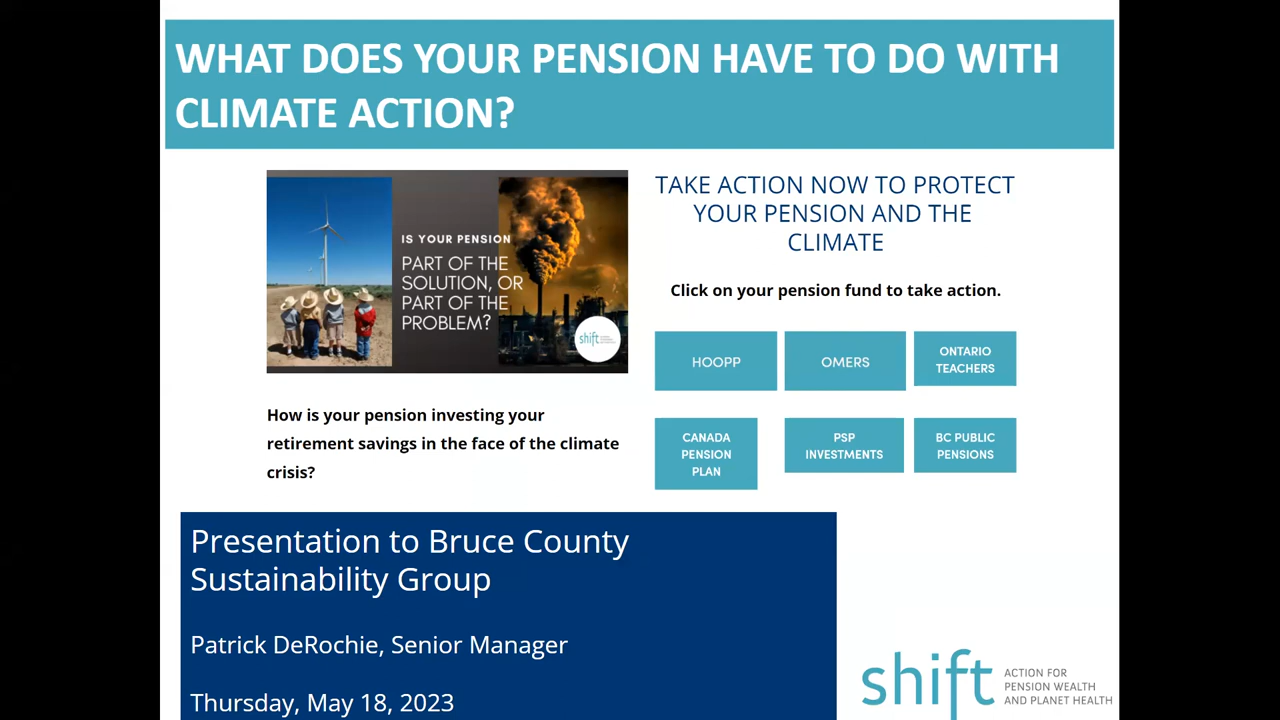 WHAT DOES YOUR PENSION HAVE TO DO WITH
CLIMATE ACTION?
IS YOUR PENSION
PART OF THE
SOLUTION, OR
PART OF THE
PROBLEM?
shift
How is your pension investing your
retirement savings in the face of the climate
crisis?
TAKE ACTION NOW TO PROTECT
YOUR PENSION AND THE
CLIMATE
Click on your pension fund to take action.
HOOPP
OMERS
ONTARIO
TEACHERS
CANADA
PENSION
PLAN
PSP
INVESTMENTS
BC PUBLIC
PENSIONS
Presentation to Bruce County
Sustainability Group
Patrick DeRochie, Senior Manager
Thursday, May 18, 2023
shift
ACTION FOR
PENSION WEALTH
AND PLANET HEALTH